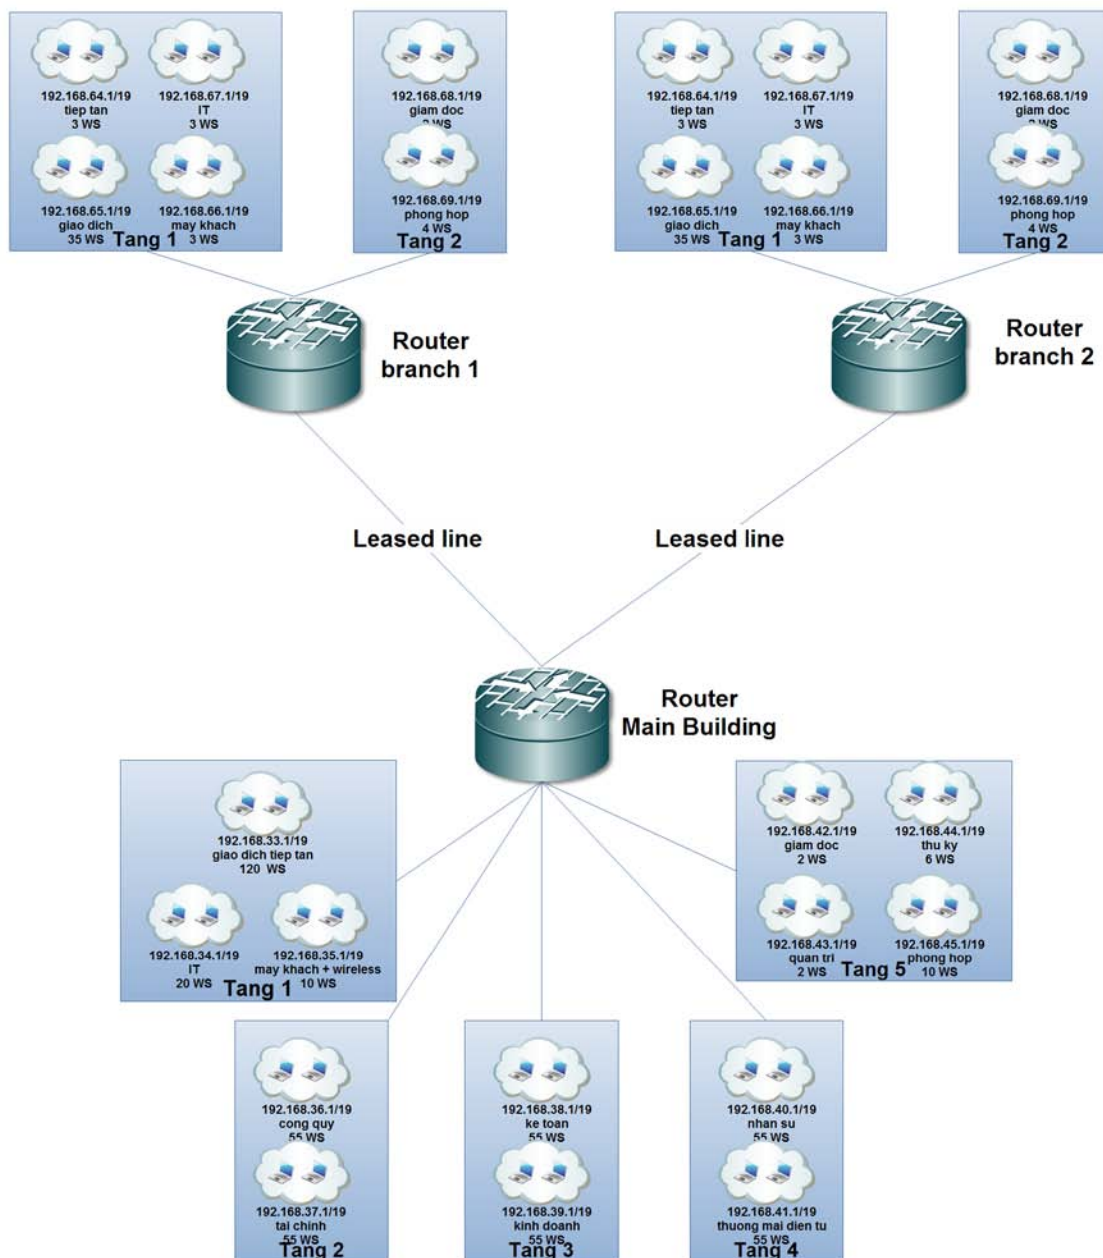 192.168.64.1/19
tiep tan
3 WS
192.168.67.1/19
IT
3 WS
192.168.65.1/19
giao dich
35 WS
192.168.66.1/19
may khach
3 WS
Tang 1
192.168.68.1/19
giam doc
WS
192.168.69.1/19
phong hop
4 WS
Tang 2
192.168.64.1/19
tiep tan
3 WS
192.168.67.1/19
IT
3 WS
192.168.65.1/19
giao dich
35 WS
192.168.66.1/19
may khach
3 WS
Tang 1
192.168.68.1/19
giam doc
WS
192.168.69.1/19
phong hop
4 WS
Tang 2
Router
branch 1
Router
branch 2
Leased line
Leased line
Router
Main Building
192.168.33.1/19
giao dich tiep tan
120 WS
192.168.34.1/19
IT
20 WS
192.168.35.1/19
may khach + wireless
10 WS
Tang 1
192.168.42.1/19
giam doc
2 WS
192.168.44.1/19
thu ky
6 WS
192.168.43.1/19
quan tri
2 WS
192.168.45.1/19
phong hop
10 WS
Tang 5
192.168.36.1/19
cong quy
55 WS
192.168.37.1/19
tai chinh
55 WS
Tang 2
192.168.38.1/19
ke toan
55 WS
192.168.39.1/19
kinh doanh
55 WS
Tang 3
192.168.40.1/19
nhan su
55 WS
192.168.41.1/19
thuong mai dien tu
55 WS
Tang 4